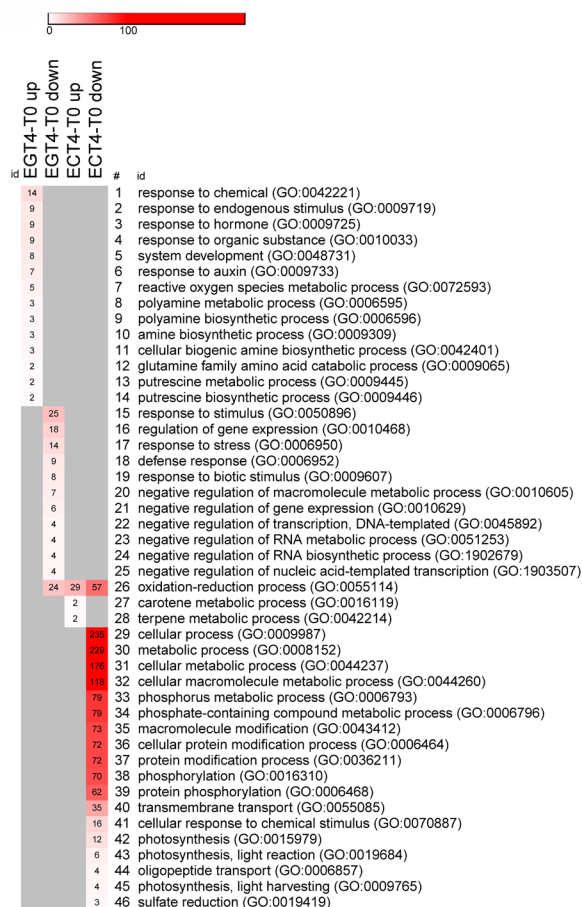 0 100
id EGT4-T0 up EGT4-T0 down ECT4-T0 up ECT4-T0 down # id
14 1 response to chemical (GO:0042221)
9 2 response to endogenous stimulus (GO:0009719)
9 3 response to hormone (GO:0009725)
9 4 response to organic substance (GO:0010033)
8 5 system development (GO:0048731)
7 6 response to auxin (GO:0009733)
5 7 reactive oxygen species metabolic process (GO:0072593)
3 8 polyamine metabolic process (GO:0006595)
3 9 polyamine biosynthetic process (GO:0006596)
3 10 amine biosynthetic process (GO:0009309)
3 11 cellular biogenic amine biosynthetic process (GO:0042401)
2 12 glutamine family amino acid catabolic process (GO:0009065)
2 13 putrescine metabolic process (GO:0009445)
2 14 putrescine biosynthetic process (GO:0009446)
25 15 response to stimulus (GO:0050896)
18 16 regulation of gene expression (GO:0010468)
14 17 response to stress (GO:0006950)
9 18 defense response (GO:0006952)
8 19 response to biotic stimulus (GO:0009607)
7 20 negative regulation of macromolecule metabolic process (GO:0010605)
6 21 negative regulation of gene expression (GO:0010629)
4 22 negative regulation of transcription, DNA-templated (GO:0045892)
4 23 negative regulation of RNA metabolic process (GO:0051253)
4 24 negative regulation of RNA biosynthetic process (GO:1902679)
4 25 negative regulation of nucleic acid-templated transcription (GO:1903507)
24 29 57 26 oxidation-reduction process (GO:0055114)
2 27 carotene metabolic process (GO:0016119)
2 28 terpene metabolic process (GO:0042214)
235 29 cellular process (GO:0009987)
229 30 metabolic process (GO:0008152)
176 31 cellular metabolic process (GO:0044237)
118 32 cellular macromolecule metabolic process (GO:0044260)
79 33 phosphorus metabolic process (GO:0006793)
79 34 phosphate-containing compound metabolic process (GO:0006796)
73 35 macromolecule modification (GO:0043412)
72 36 cellular protein modification process (GO:0006464)
72 37 protein modification process (GO:0036211)
70 38 phosphorylation (GO:0016310)
62 39 protein phosphorylation (GO:0006468)
35 40 transmembrane transport (GO:0055085)
16 41 cellular response to chemical stimulus (GO:0070887)
12 42 photosynthesis (GO:0015979)
6 43 photosynthesis, light reaction (GO:0019684)
4 44 oligopeptide transport (GO:0006857)
4 45 photosynthesis, light harvesting (GO:0009765)
3 46 sulfate reduction (GO:0019419)